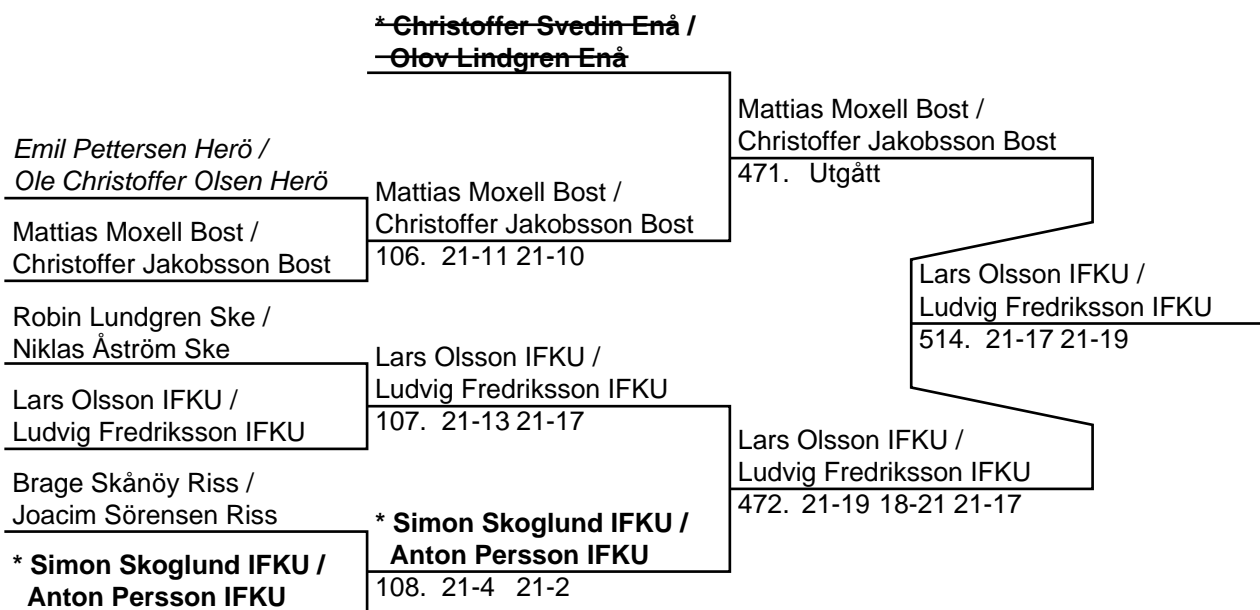 * Christoffer Svedin Enå /
Olov Lindgren Enå
Emil Pettersen Herö /
Ole Christoffer Olsen Herö
Mattias Moxell Bost /
Christoffer Jakobsson Bost
Robin Lundgren Ske /
Niklas Åström Ske
Lars Olsson IFKU /
Ludvig Fredriksson IFKU
Brage Skånöy Riss /
Joacim Sörensen Riss
* Simon Skoglund IFKU /
Anton Persson IFKU
Mattias Moxell Bost /
Christoffer Jakobsson Bost
106. 21-11 21-10
Lars Olsson IFKU /
Ludvig Fredriksson IFKU
107. 21-13 21-17
* Simon Skoglund IFKU /
Anton Persson IFKU
108. 21-4 21-2
Mattias Moxell Bost /
Christoffer Jakobsson Bost
471. Utgått
Lars Olsson IFKU /
Ludvig Fredriksson IFKU
472. 21-19 18-21 21-17
Lars Olsson IFKU /
Ludvig Fredriksson IFKU
514. 21-17 21-19